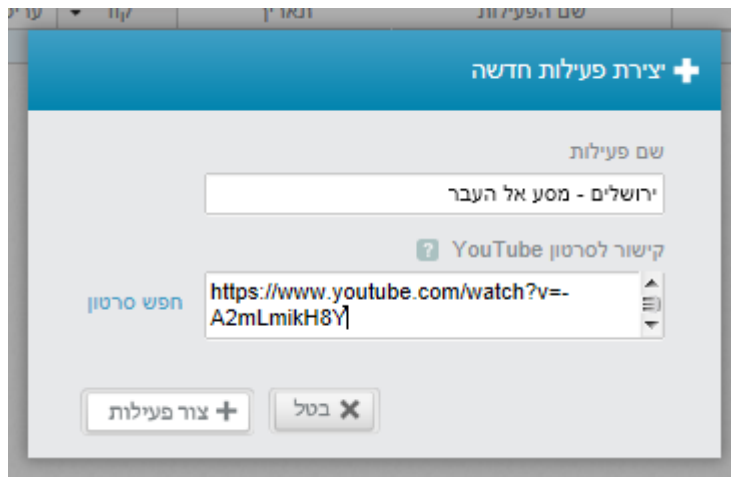 שם הפעילות תאריך קוד
יצירת פעילות חדשה
שם פעילות
ירושלים - מסע אל העבר
קישור לסרטון YouTube ?
https://www.youtube.com/watch?v=-
A2mLmikH8Y
חפש סרטון
בטל
צור פעילות